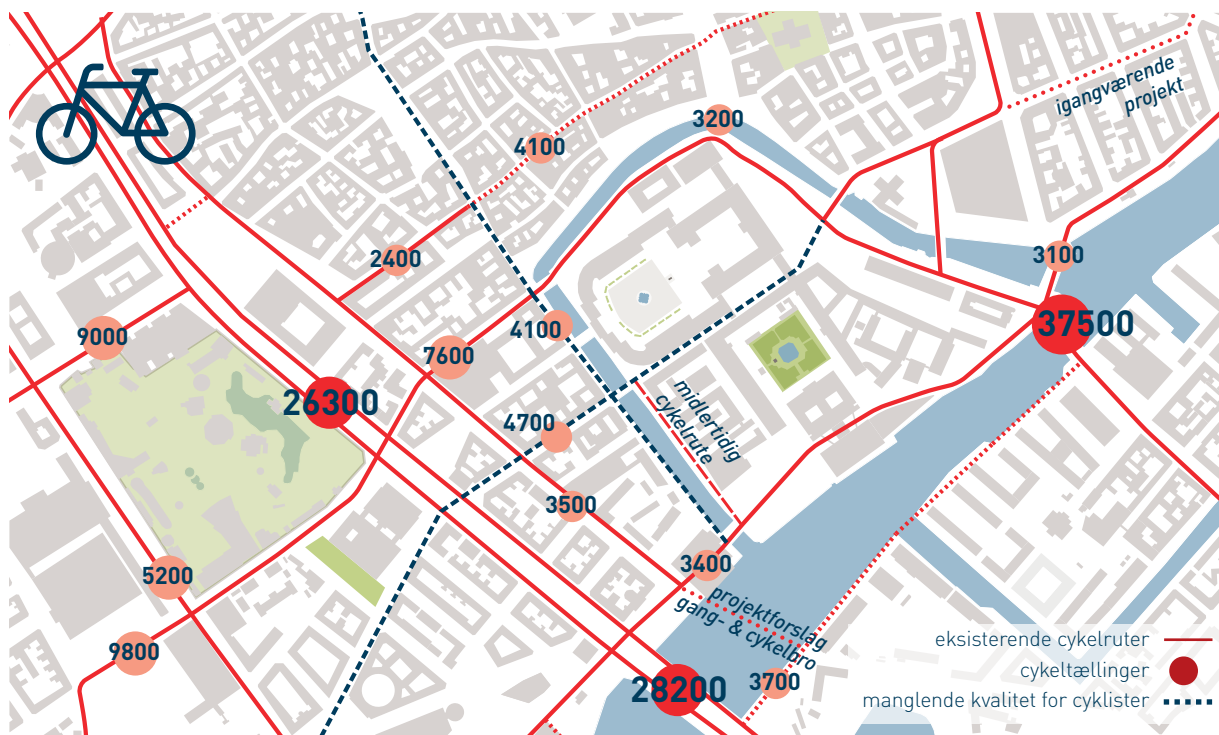 igangværende
projekt
3200
4100
2400
3100
37500
9000
4100
7600
26300
midlertidig
cykelrute
4700
3500
3400
5200
projektforslag
gang- & cykelbro
9800
3700
28200
eksisterende cykelruter
cykeltællinger
manglende kvalitet for cyklister